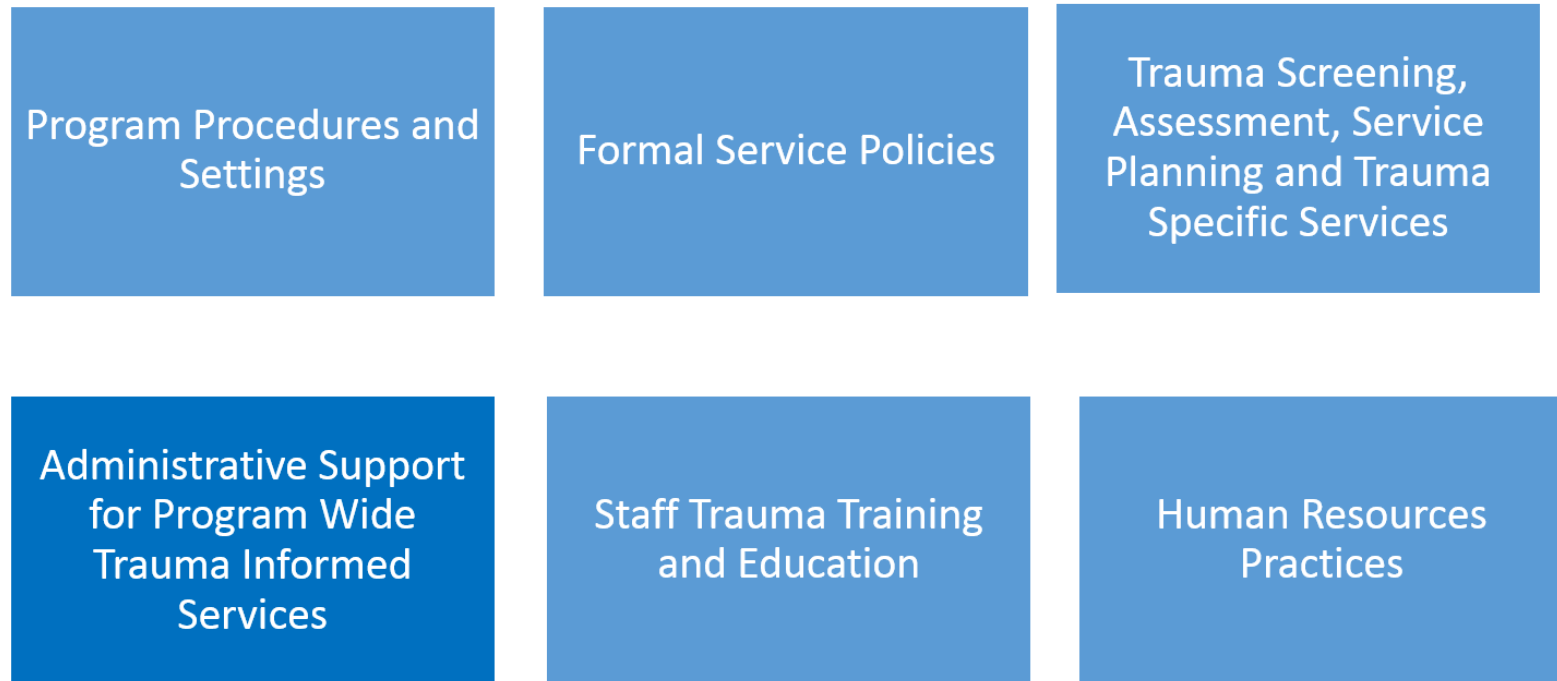 Program Procedures and
Settings
Formal Service Policies
Trauma Screening,
Assessment, Service
Planning and Trauma
Specific Services
Administrative Support
for Program Wide
Trauma Informed
Services
Staff Trauma Training
and Education
Human Resources
Practices